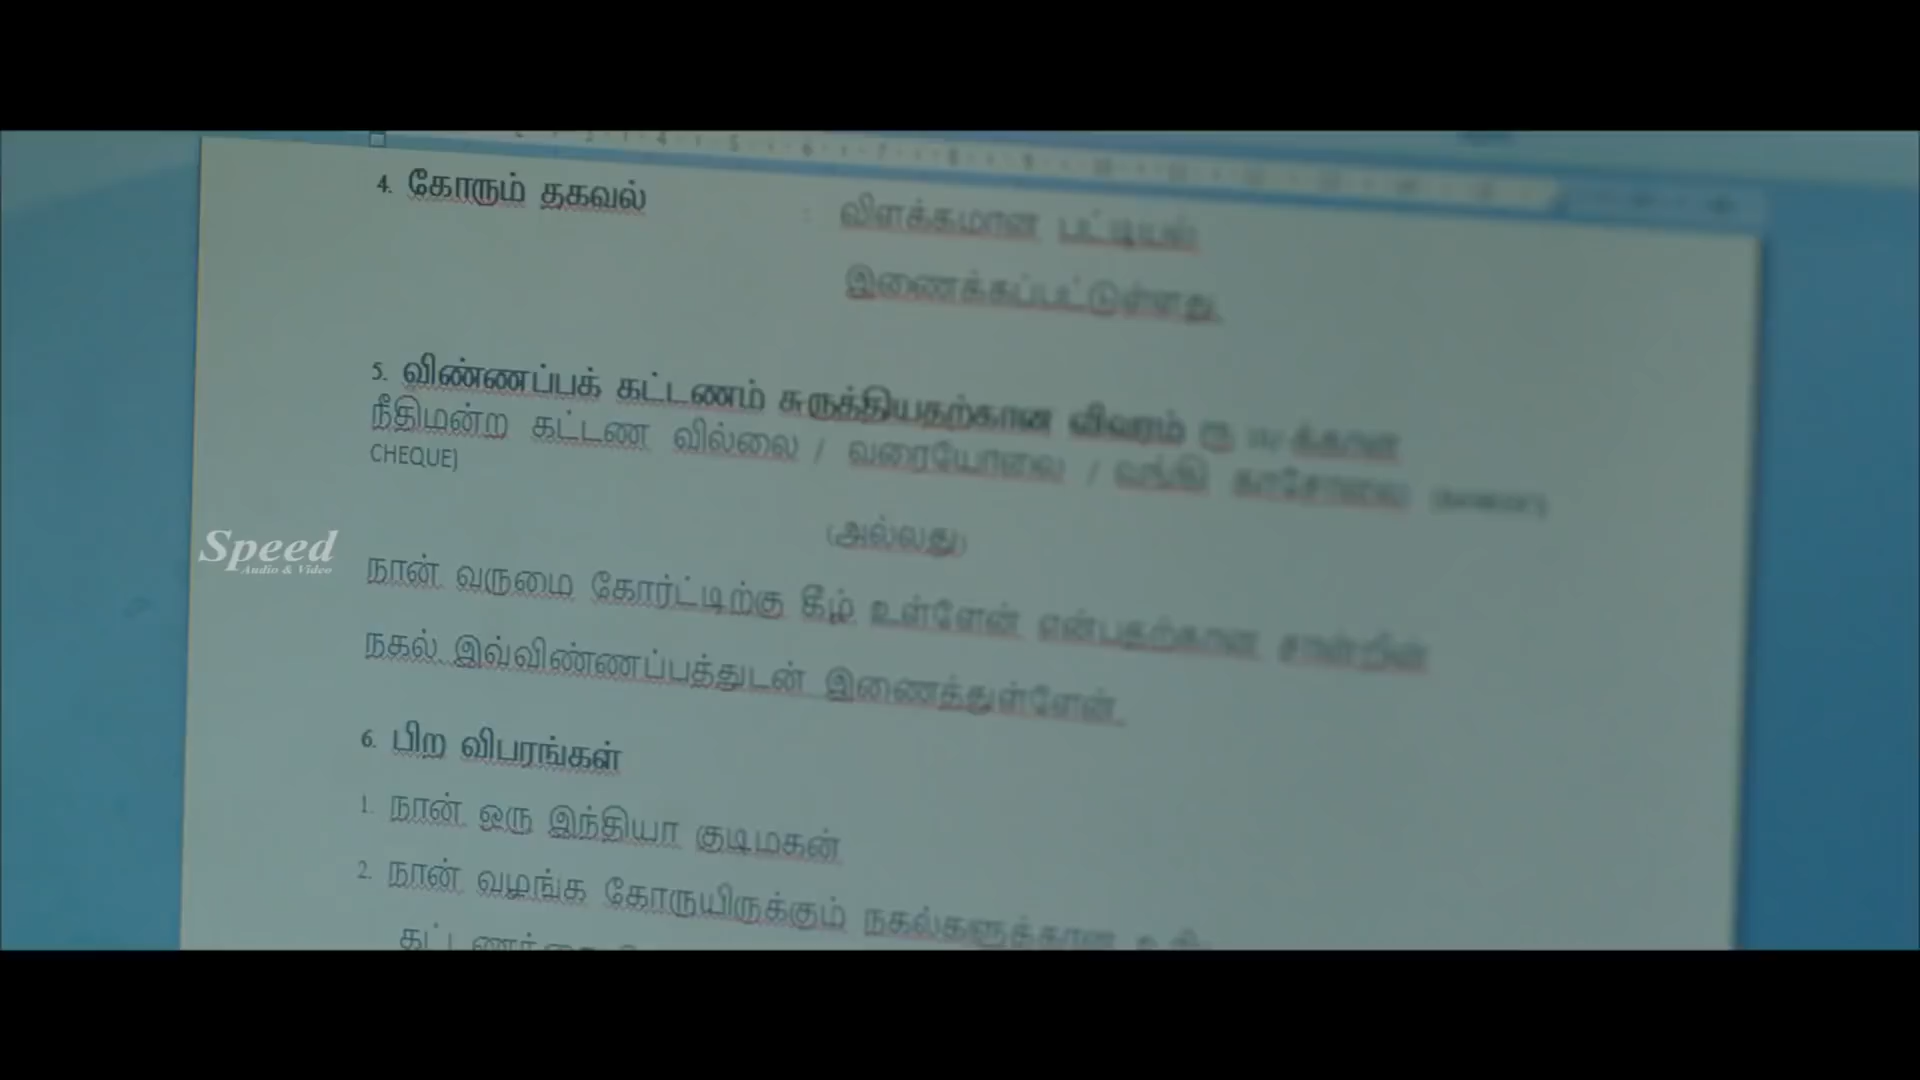 4. கோரும் தகவல் : விளக்கமான பட்டியல்
இணைக்கப்பட்டுள்ளது.
5. விண்ணப்பக் கட்டணம் சுருத்தியதற்கான விவரம் ரூ க்கான
நீதிமன்ற கட்டண வில்லை / வரையோலை / வங்கி காசோலை
CHEQUE)
(அல்லது)
Speed
Audio & Video
நான் வருமை கோர்ட்டிற்கு கீழ் உள்ளேன் என்பதற்கான சான்றின்
நகல் இவ்விண்ணப்பத்துடன் இணைத்துள்ளேன்.
6. பிற விபரங்கள்
1. நான் ஒரு இந்தியா குடிமகன்
2. நான் வழங்க கோருயிருக்கும் நகல்களுக்கான